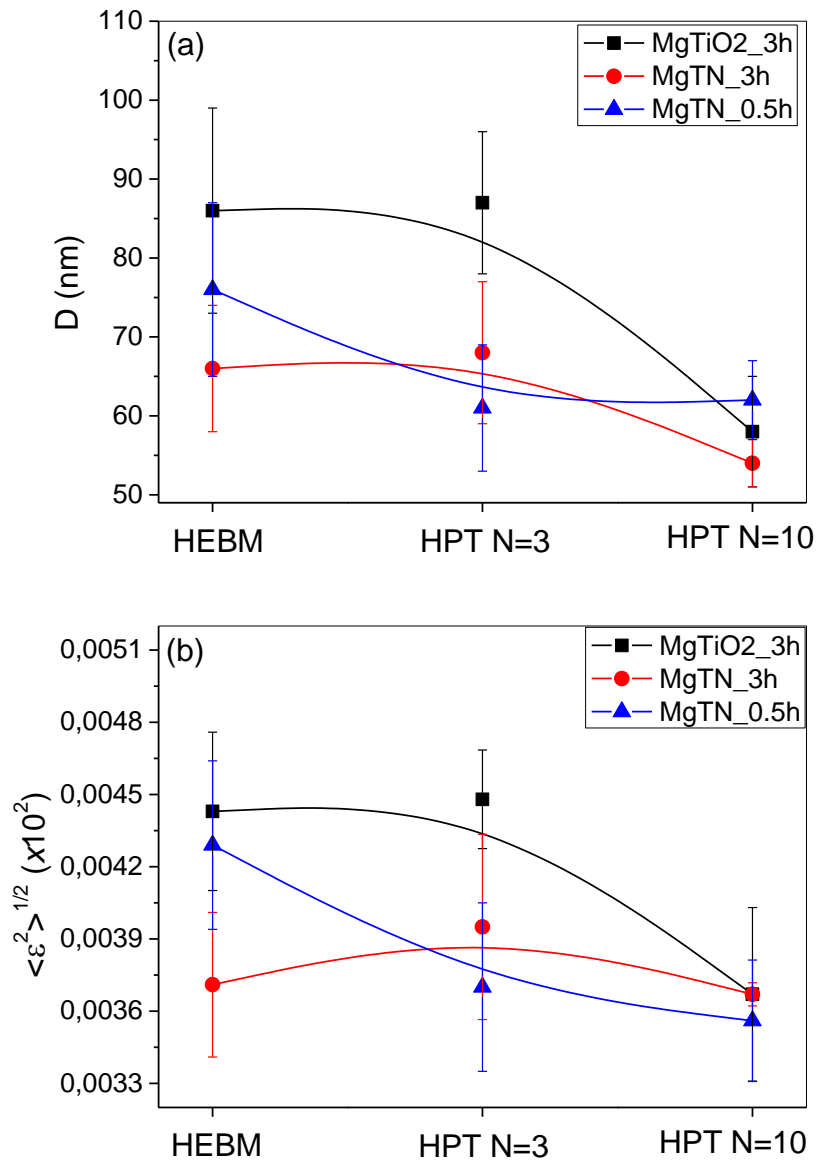 (a)
MgTiO2_3h
MgTN_3h
MgTN_0.5h
110
100
90
80
70
60
50
D (nm)
HEBM
HPT N=3
HPT N=10
(b)
MgTiO2_3h
MgTN_3h
MgTN_0.5h
0,0051
0,0048
0,0045
0,0042
0,0039
0,0036
0,0033
<ε²>^1/2 (x10²)
HEBM
HPT N=3
HPT N=10